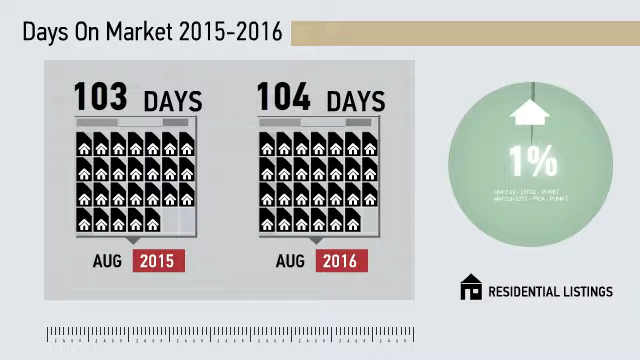 Days On Market 2015-2016
103 DAYS
104 DAYS
AUG 2015
AUG 2016
1%
RESIDENTIAL LISTINGS